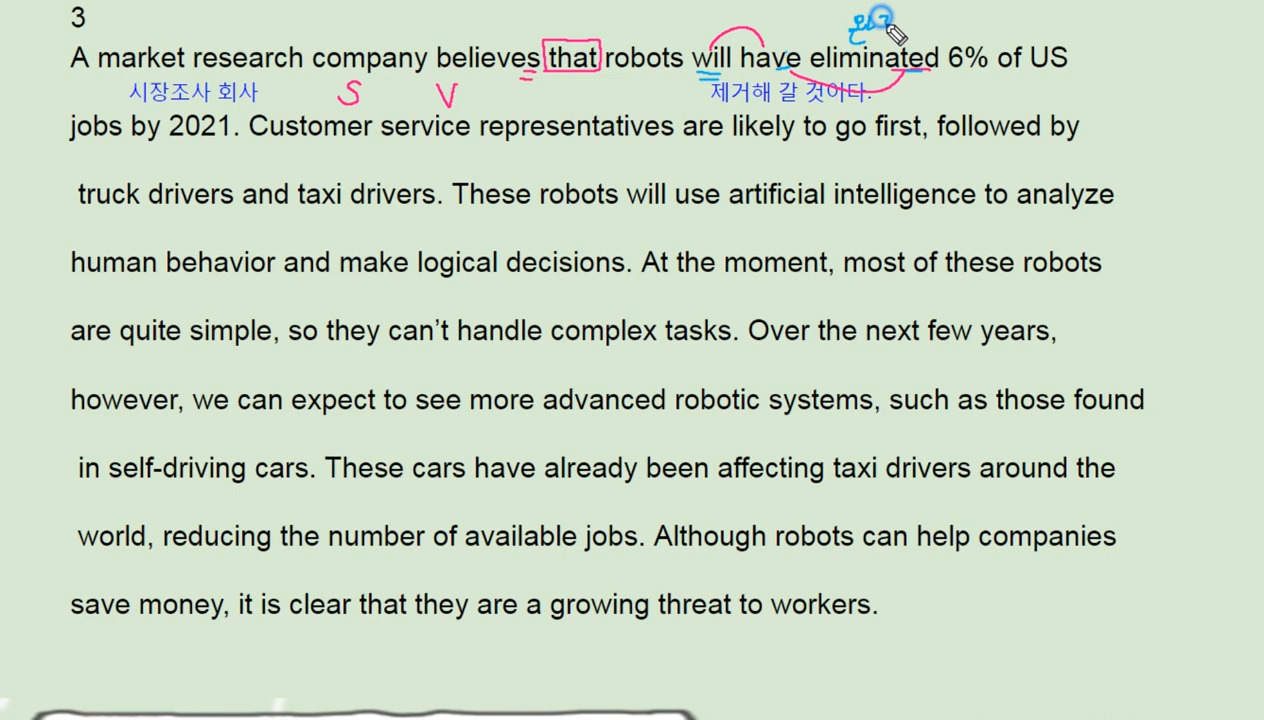 3
A market research company believes that robots will have eliminated 6% of US
시장조사 회사 S V 제거해 갈 것이다.
jobs by 2021. Customer service representatives are likely to go first, followed by
truck drivers and taxi drivers. These robots will use artificial intelligence to analyze
human behavior and make logical decisions. At the moment, most of these robots
are quite simple, so they can’t handle complex tasks. Over the next few years,
however, we can expect to see more advanced robotic systems, such as those found
in self-driving cars. These cars have already been affecting taxi drivers around the
world, reducing the number of available jobs. Although robots can help companies
save money, it is clear that they are a growing threat to workers.